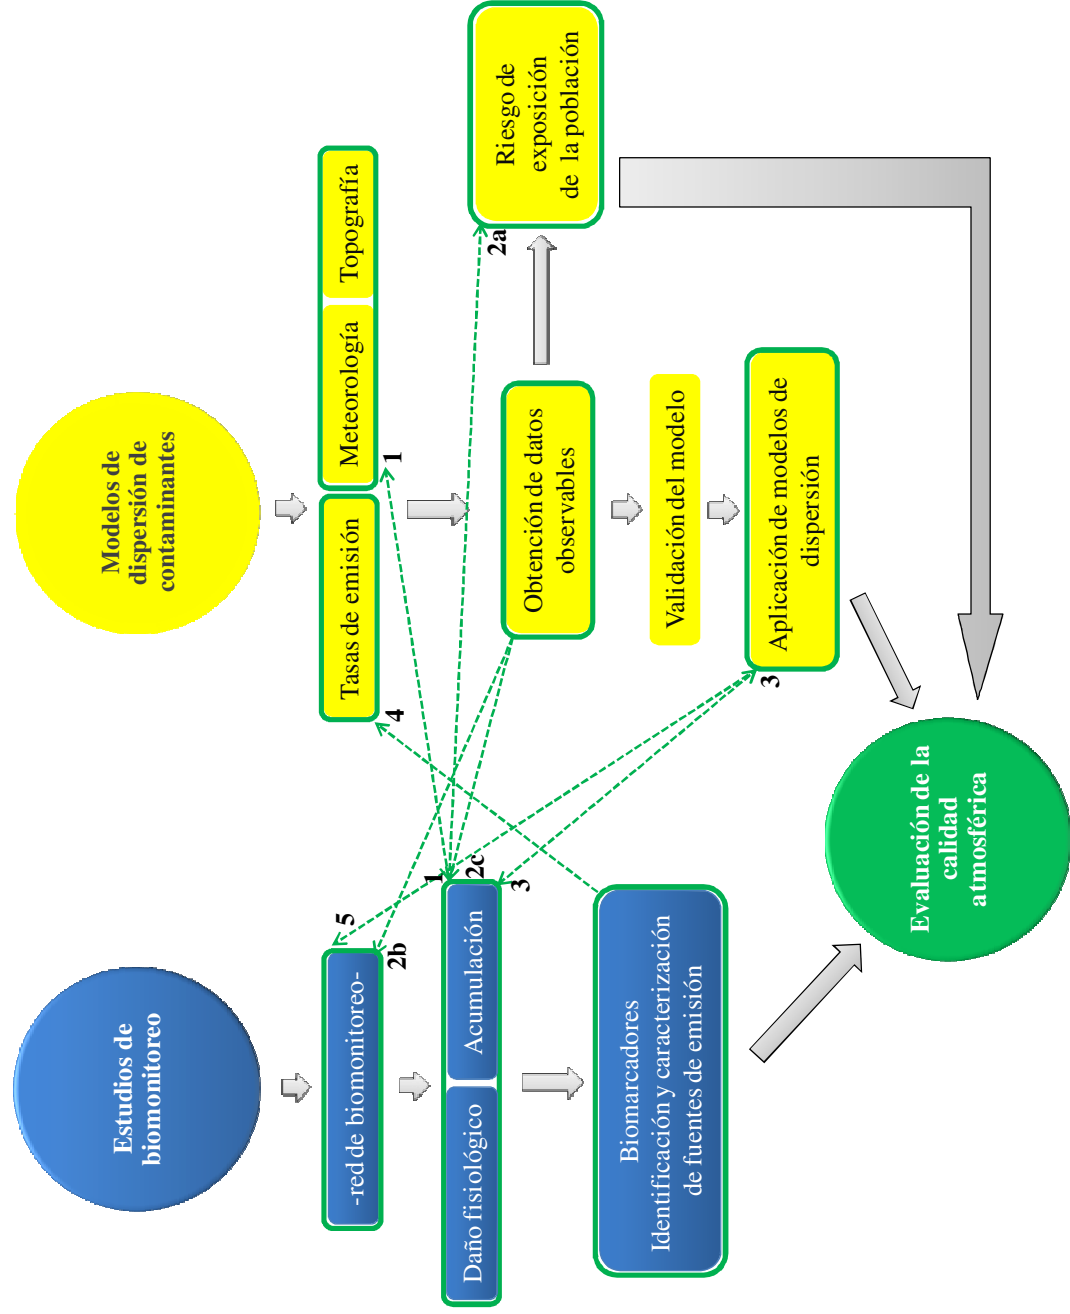 Estudios de
biomonitoreo
-red de biomonitoreo-
5
2b
Daño fisiológico
Acumulación
1
2c
3
Biomarcadores
Identificación y caracterización
de fuentes de emisión
Modelos de
dispersión de
contaminantes
Tasas de emisión
Meteorología
Topografía
4
1
Obtención de datos
observables
Riesgo de
exposición
de la población
2a
Validación del modelo
Aplicación de modelos de
dispersión
3
Evaluación de la
calidad
atmosférica